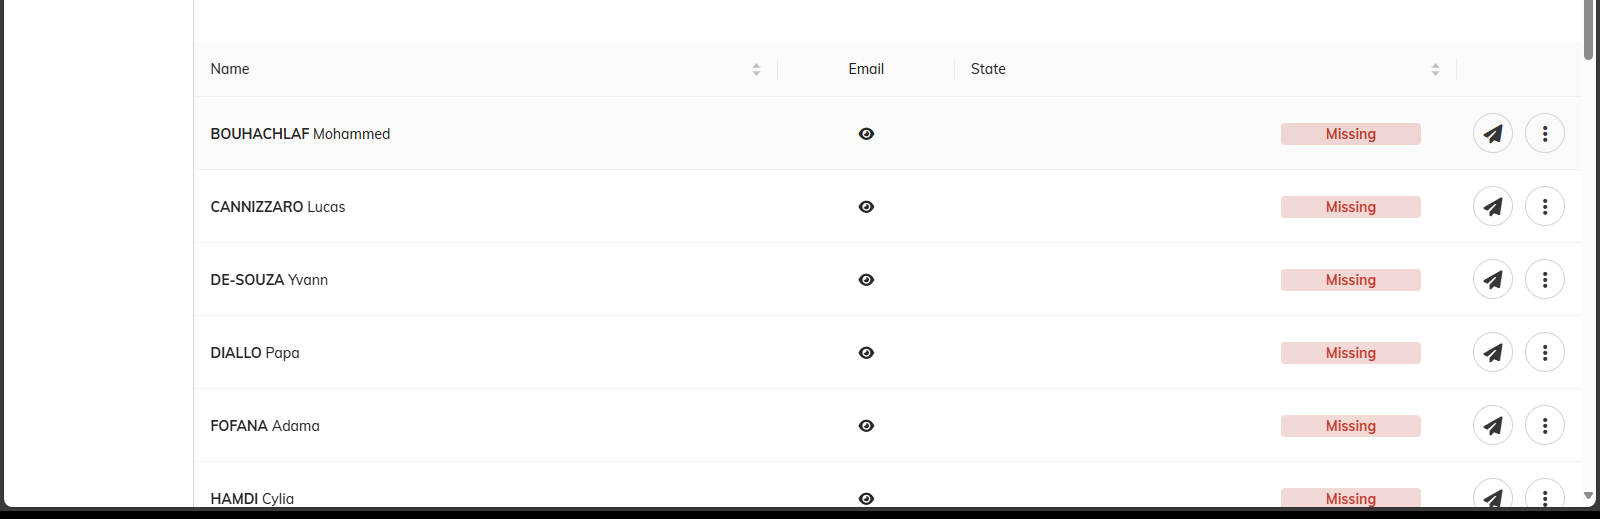 Name Email State
BOUHACHLAF Mohammed Missing
CANNIZZARO Lucas Missing
DE-SOUZA Yvann Missing
DIALLO Papa Missing
FOFANA Adama Missing
HAMDI Cylia Missing